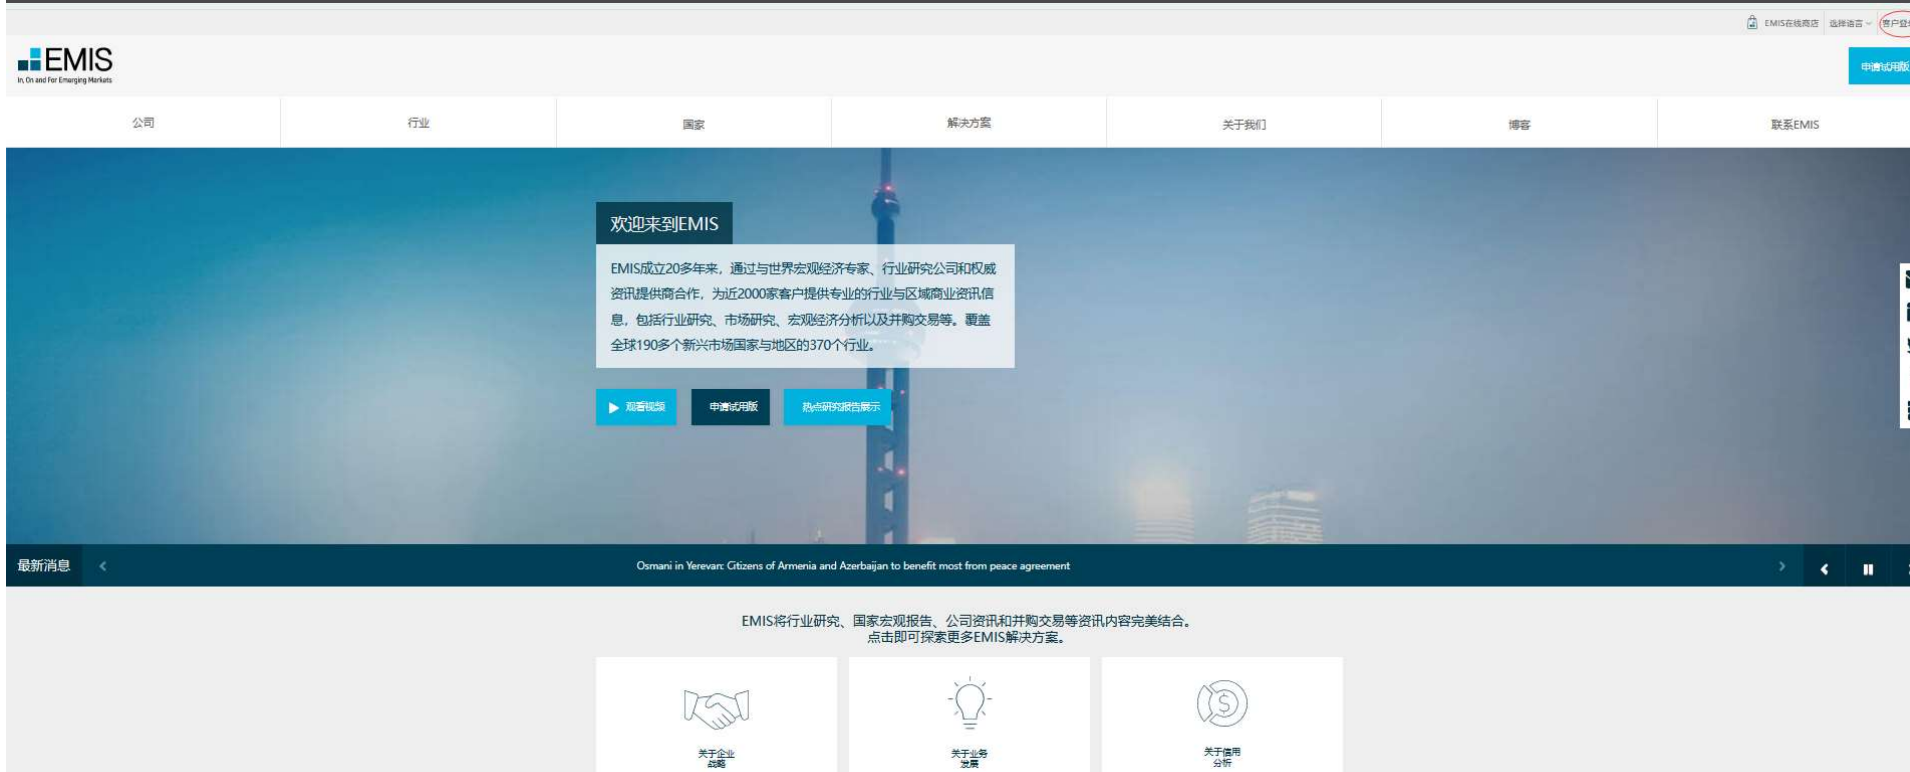 EMIS在线商店 选择语言 客户登
EMIS
In, On and For Emerging Markets
申请试用版
公司 行业 国家 解决方案 关于我们 博客 联系EMIS
欢迎来到EMIS
EMIS成立20多年来，通过与世界宏观经济专家、行业研究公司和权威
资讯提供商合作，为近2000家客户提供专业的行业与区域商业资讯信
息，包括行业研究、市场研究、宏观经济分析以及并购交易等。覆盖
全球190多个新兴市场国家与地区的370个行业。
观看视频 申请试用版 热点研究报告展示
最新消息 Osmani in Yerevan: Citizens of Armenia and Azerbaijan to benefit most from peace agreement
EMIS将行业研究、国家宏观报告、公司资讯和并购交易等资讯内容完美结合。
点击即可探索更多EMIS解决方案。
关于企业
战略
关于业务
发展
关于信用
分析